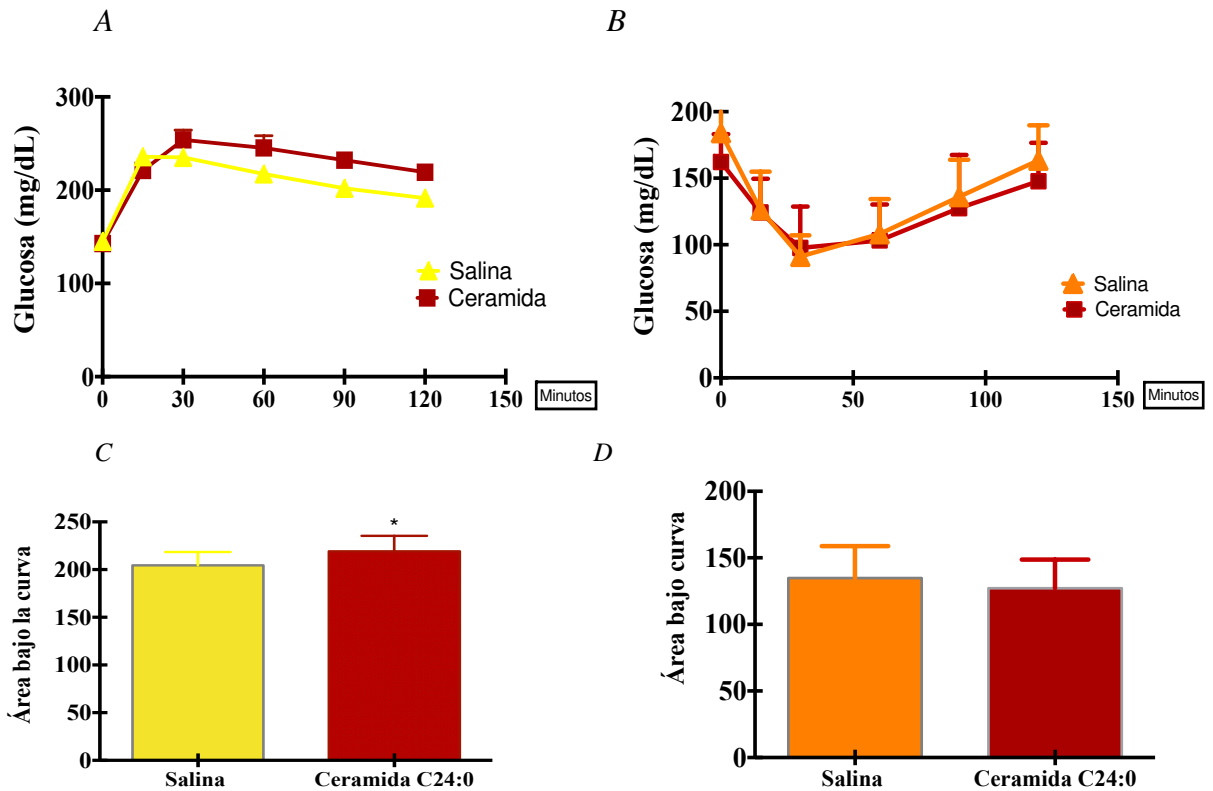 A
Glucosa (mg/dL)
300
200
100
0
0 30 60 90 120 150
Minutos
Salina
Ceramida
B
Glucosa (mg/dL)
200
150
100
50
0
0 50 100 150
Minutos
Salina
Ceramida
C
Área bajo la curva
250
200
150
100
50
0
*
Salina Ceramida C24:0
D
Área bajo curva
200
150
100
50
0
Salina Ceramida C24:0